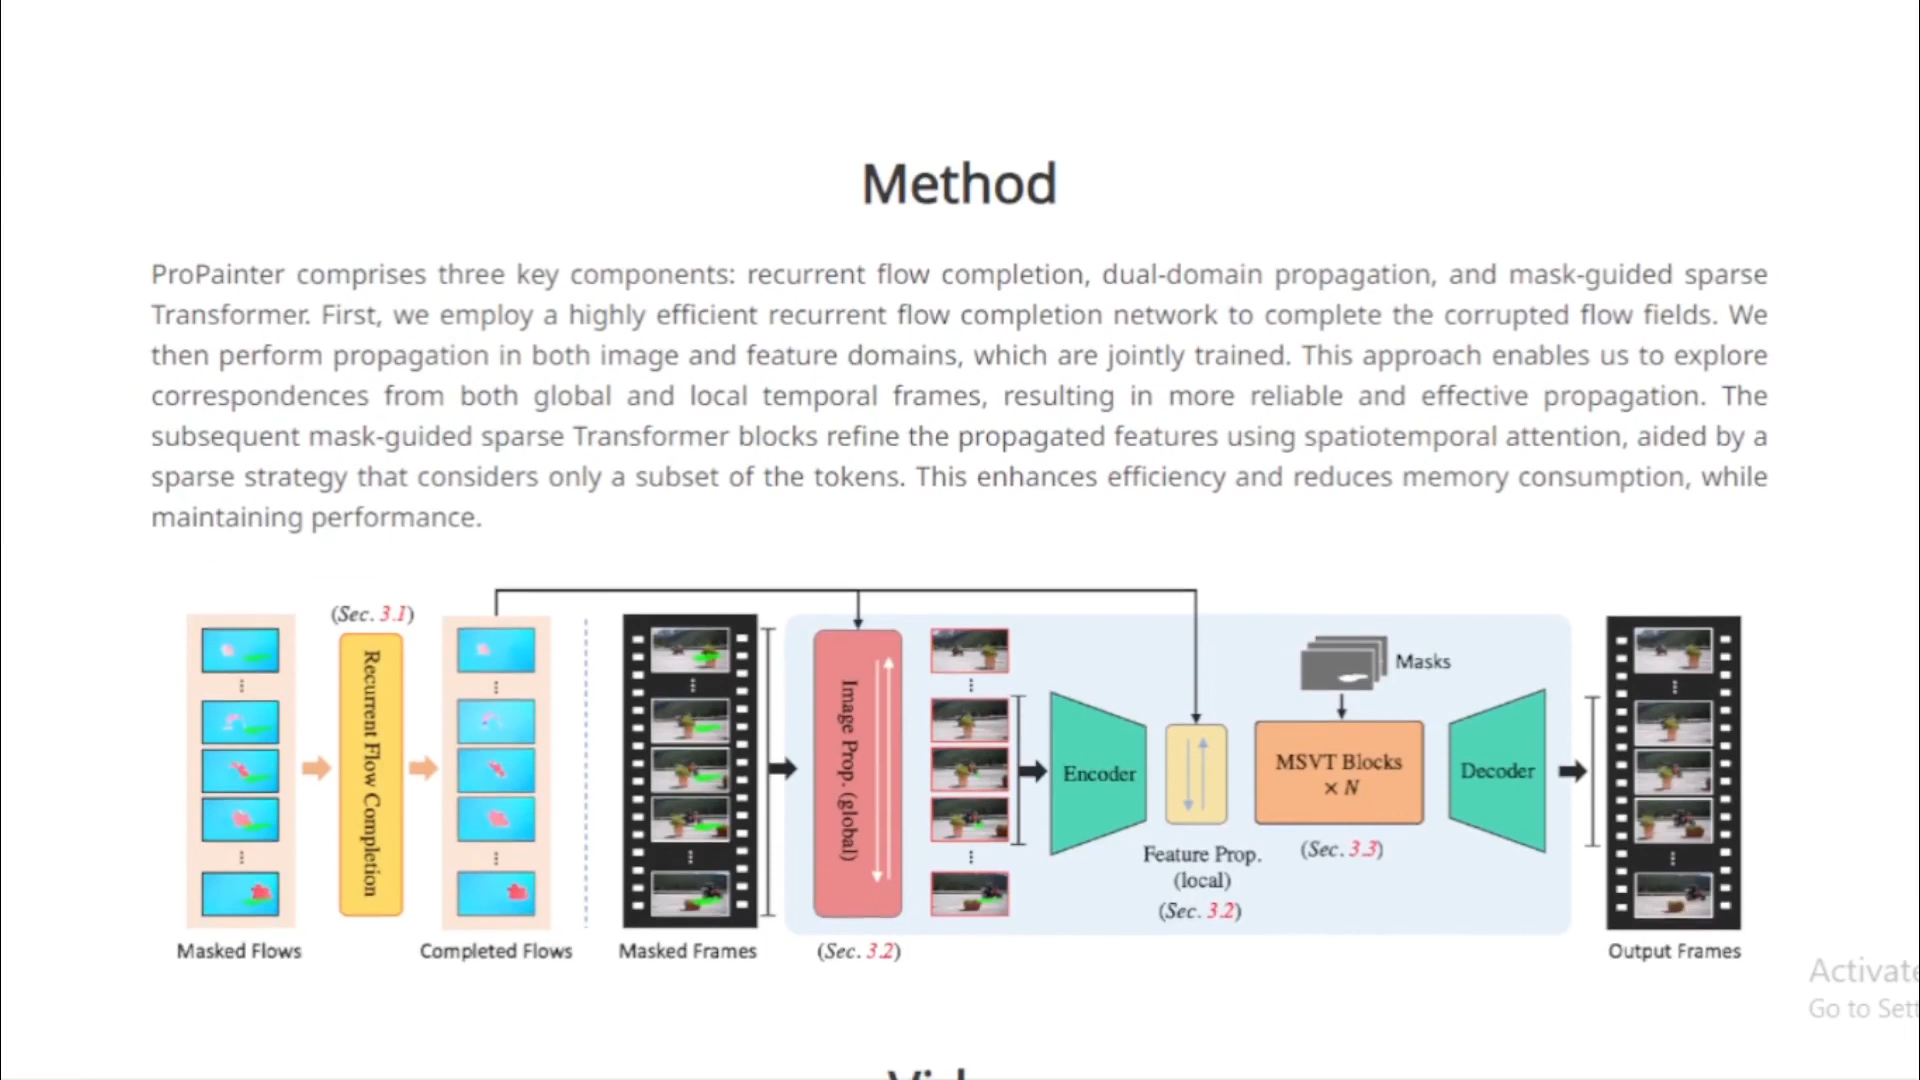 Method
ProPainter comprises three key components: recurrent flow completion, dual-domain propagation, and mask-guided sparse
Transformer. First, we employ a highly efficient recurrent flow completion network to complete the corrupted flow fields. We
then perform propagation in both image and feature domains, which are jointly trained. This approach enables us to explore
correspondences from both global and local temporal frames, resulting in more reliable and effective propagation. The
subsequent mask-guided sparse Transformer blocks refine the propagated features using spatiotemporal attention, aided by a
sparse strategy that considers only a subset of the tokens. This enhances efficiency and reduces memory consumption, while
maintaining performance.
(Sec. 3.1)
Recurrent Flow Completion
Image Prop. (global)
Masks
Encoder
MSVT Blocks
× N
Decoder
Feature Prop.
(local)
(Sec. 3.2)
(Sec. 3.3)
Masked Flows
Completed Flows
Masked Frames
(Sec. 3.2)
Output Frames
Activate
Go to Sett